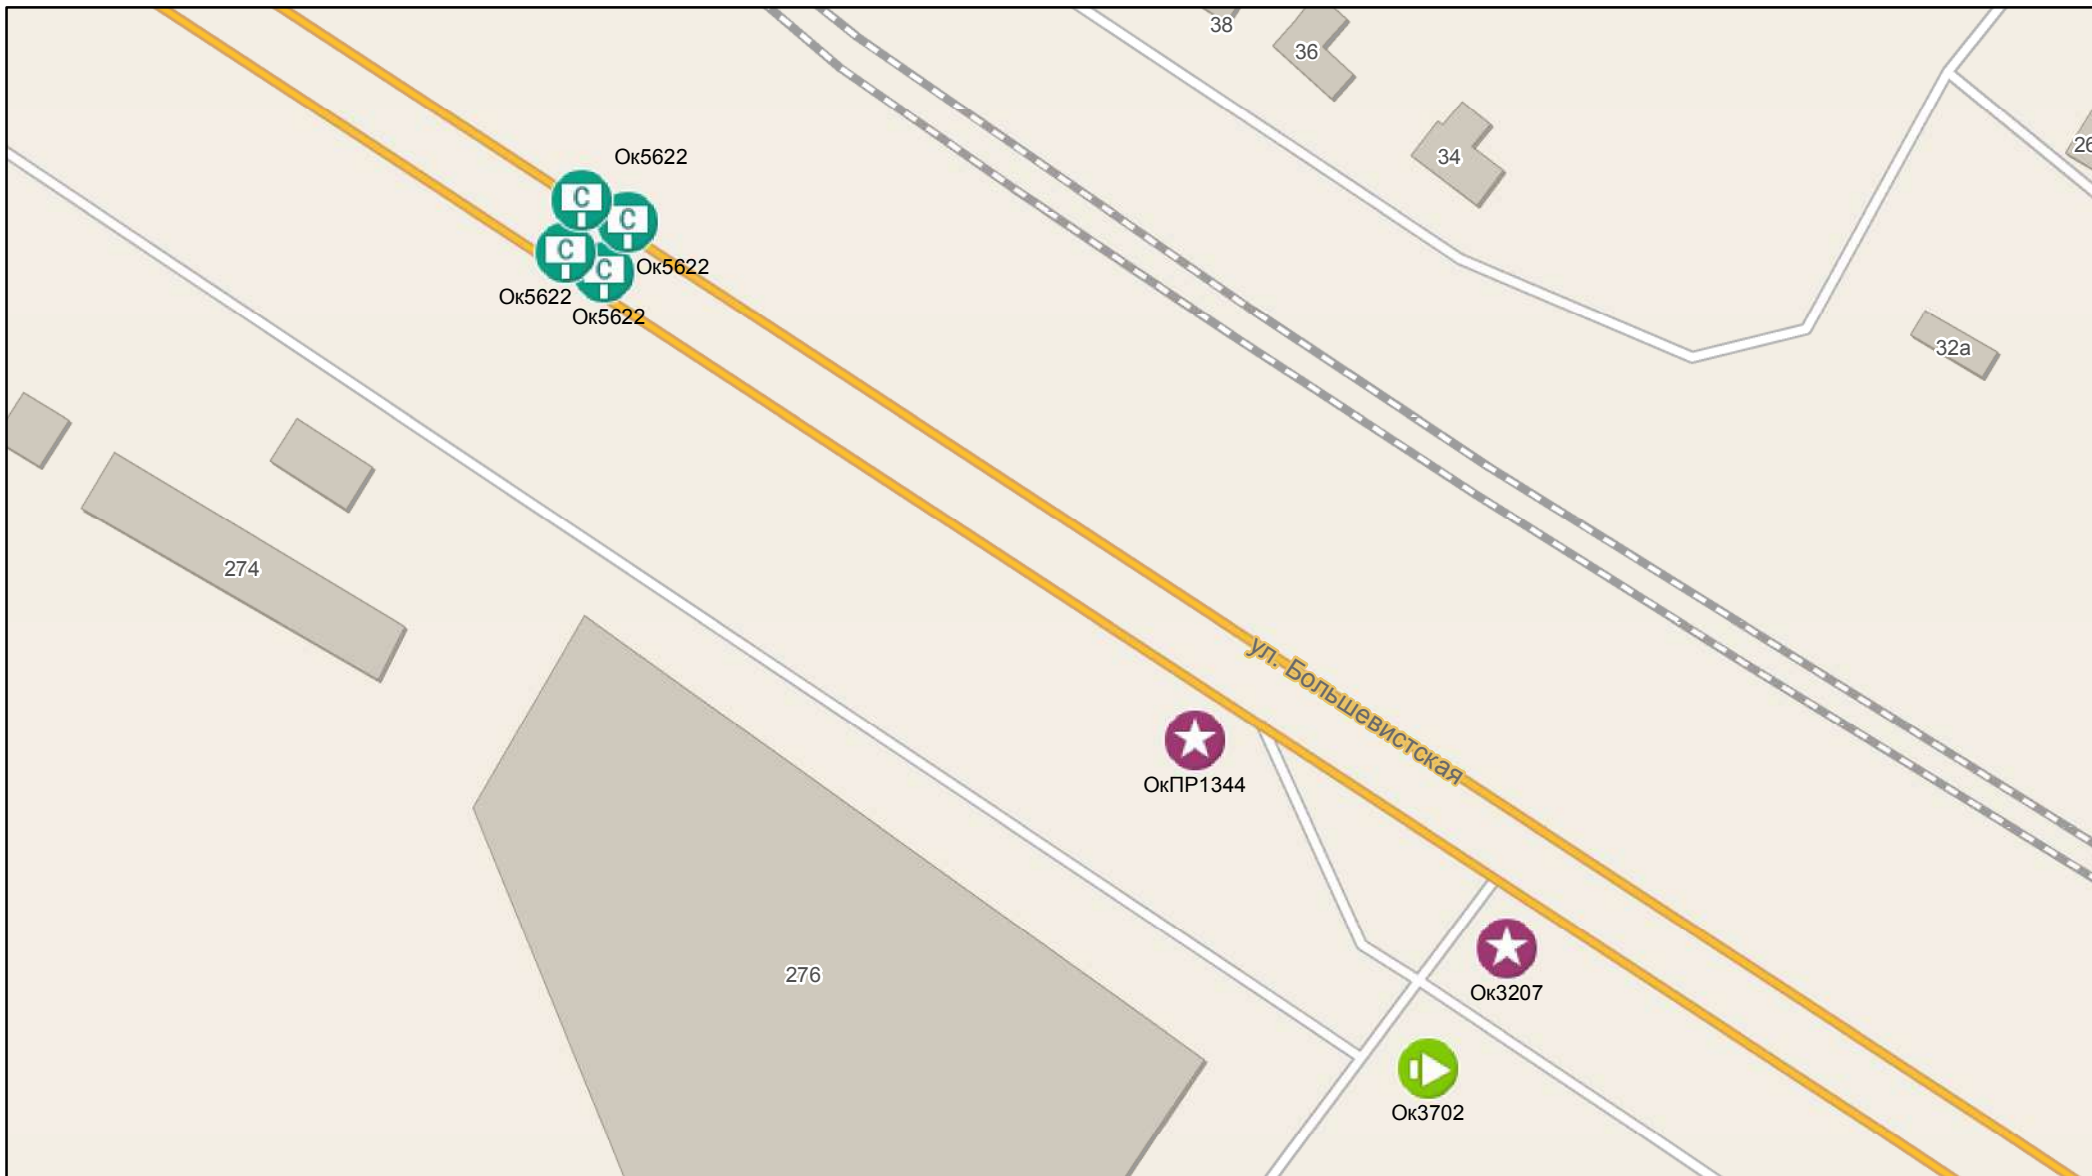 38
36
Ок5622
34
26
С
С
С
С
Ок5622
Ок5622
Ок5622
32а
274
ул. Большевистская
ОкПР1344
276
Ок3207
Ок3702